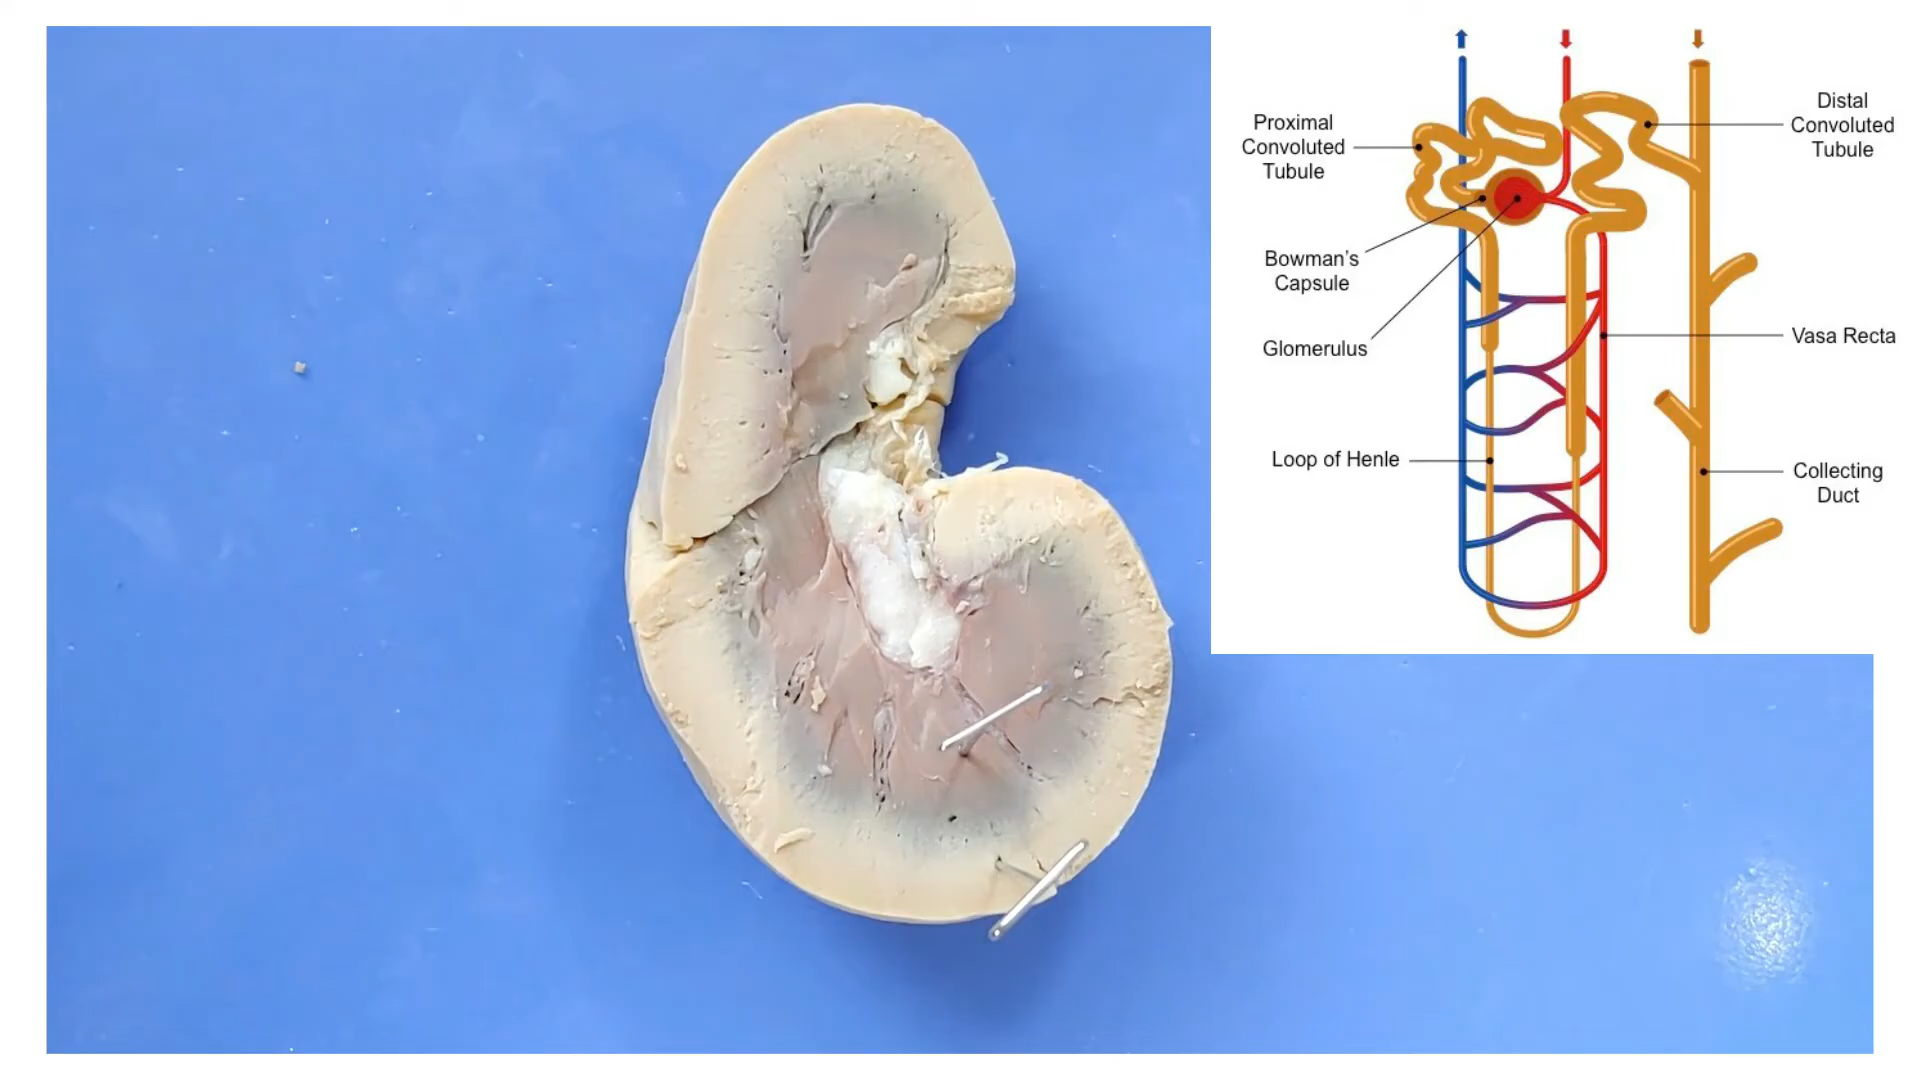 Proximal
Convoluted
Tubule
Distal
Convoluted
Tubule
Bowman's
Capsule
Glomerulus
Vasa Recta
Loop of Henle
Collecting
Duct